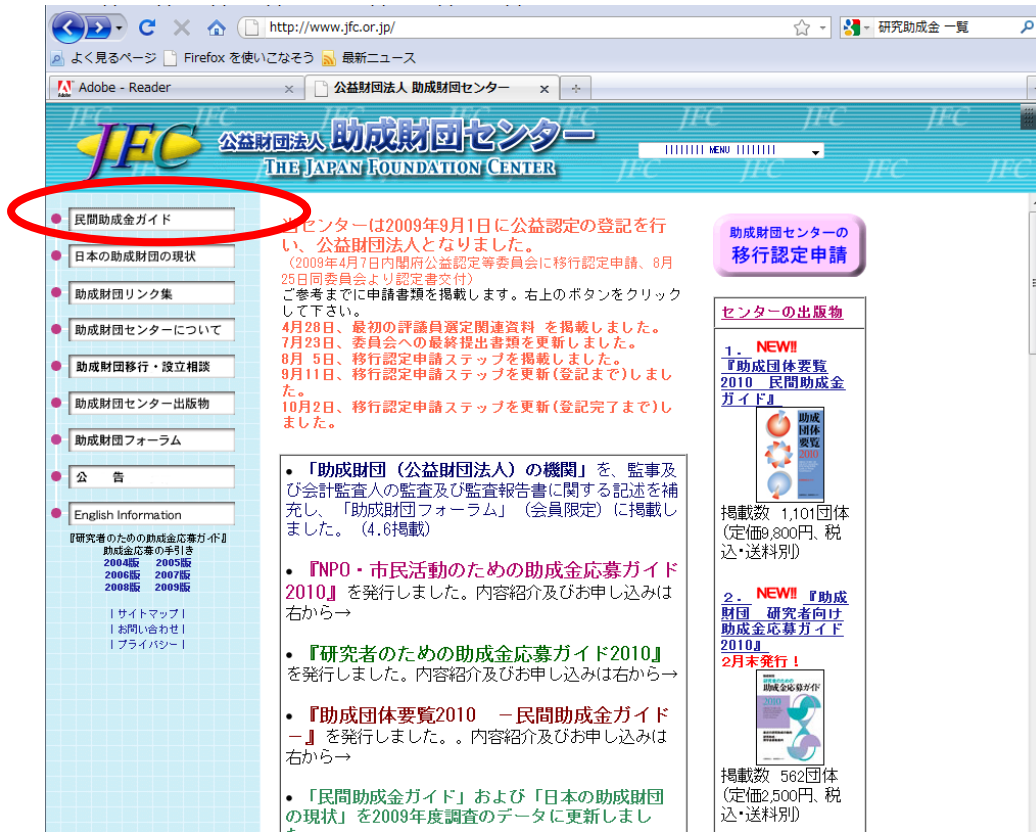 http://www.jfc.or.jp/
研究助成金 一覧
よく見るページ Firefox を使いこなそう 最新ニュース
Adobe - Reader
公益財団法人 助成財団センター
JFC
公益財団法人 助成財団センター
THE JAPAN FOUNDATION CENTER
|||||||| MENU ||||||||
民間助成金ガイド
日本の助成財団の現状
助成財団リンク集
助成財団センターについて
助成財団移行・設立相談
助成財団センター出版物
助成財団フォーラム
公 告
English Information
『研究者のための助成金応募ガイド』
助成金応募の手引き
2004版 2005版
2006版 2007版
2008版 2009版
| サイトマップ |
| お問い合わせ |
| プライバシー |
当センターは2009年9月1日に公益認定の登記を行
い、公益財団法人となりました。
(2009年4月7日内閣府公益認定等委員会に移行認定申請、8月
25日同委員会より認定書交付)
ご参考までに申請書類を掲載します。右上のボタンをクリック
して下さい。
4月28日、最初の評議員選定関連資料 を掲載しました。
7月23日、委員会への最終提出書類を更新しました。
8月 5日、移行認定申請ステップを掲載しました。
9月11日、移行認定申請ステップを更新(登記まで)しまし
た。
10月2日、移行認定申請ステップを更新(登記完了まで)し
ました。
• 「助成財団（公益財団法人）の機関」を、監事及
び会計監査人の監査及び監査報告書に関する記述を補
充し、「助成財団フォーラム」（会員限定）に掲載し
ました。 (4.6掲載)
• 『NPO・市民活動のための助成金応募ガイド
2010』を発行しました。内容紹介及びお申し込みは
右から→
• 『研究者のための助成金応募ガイド2010』
を発行しました。内容紹介及びお申し込みは右から→
• 『助成団体要覧2010 －民間助成金ガイド
－』を発行しました。。内容紹介及びお申し込みは
右から→
• 「民間助成金ガイド」および「日本の助成財団
の現状」を2009年度調査のデータに更新しまし
助成財団センターの
移行認定申請
センターの出版物
1. NEW!!
『助成団体要覧
2010 民間助成金
ガイド』
助成
団体
要覧
2010
掲載数 1,101団体
(定価9,800円、税
込・送料別)
2. NEW!! 『助成
財団 研究者向け
助成金応募ガイド
2010』
2月末発行！
助成金応募ガイド
2010
掲載数 562団体
(定価2,500円、税
込・送料別)